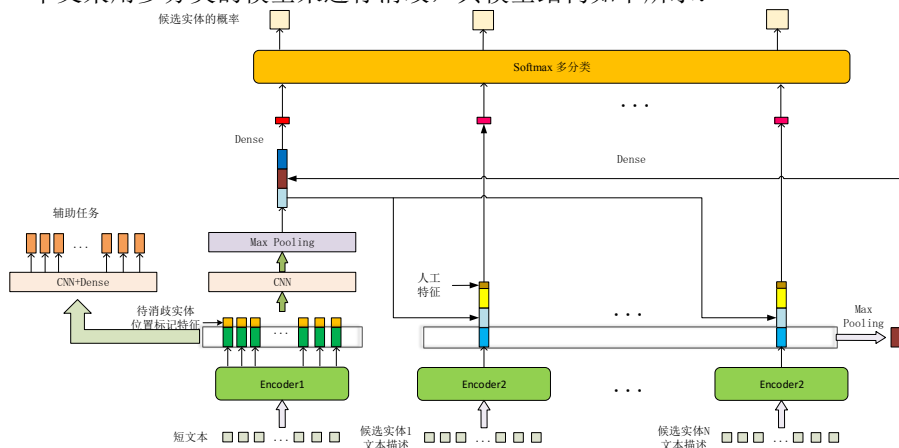 候选实体的概率
Softmax 多分类
...
Dense
Dense
辅助任务
...
Max Pooling
CNN+Dense
CNN
人工
特征
待消歧实体
位置标记特征
...
...
Max
Pooling
Encoder1
Encoder2
...
Encoder2
短文本
...
候选实体1
文本描述
...
候选实体N
文本描述
...